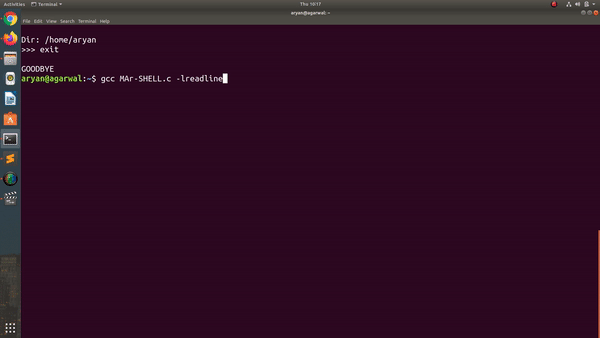 Activities Terminal Thu 10:17
aryan@agarwal: ~
File Edit View Search Terminal Help
Dir: /home/aryan
>>> exit
GOODBYE
aryan@agarwal:~$ gcc MAr-SHELL.c -lreadline